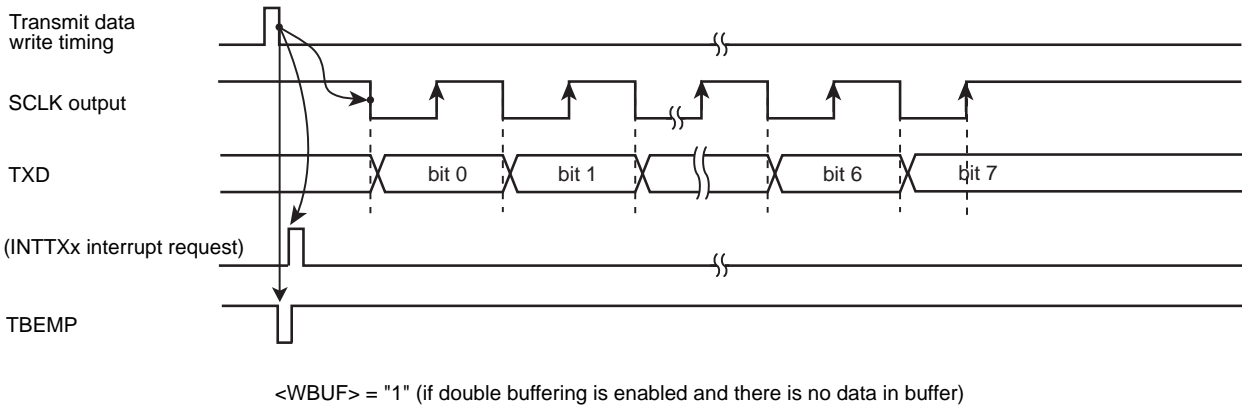 Transmit data
write timing
SCLK output
TXD
bit 0
bit 1
bit 6
bit 7
(INTTXx interrupt request)
TBEMP
<WBUF> = "1" (if double buffering is enabled and there is no data in buffer)